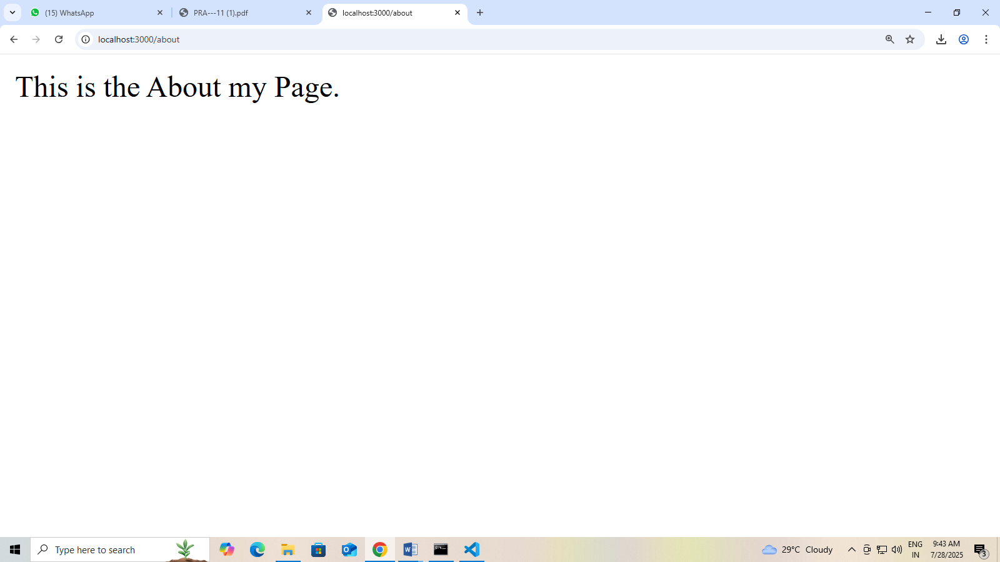 (15) WhatsApp
PRA---11 (1).pdf
localhost:3000/about
localhost:3000/about
This is the About my Page.
Type here to search
29°C Cloudy
ENG
IN
9:43 AM
7/28/2025
3